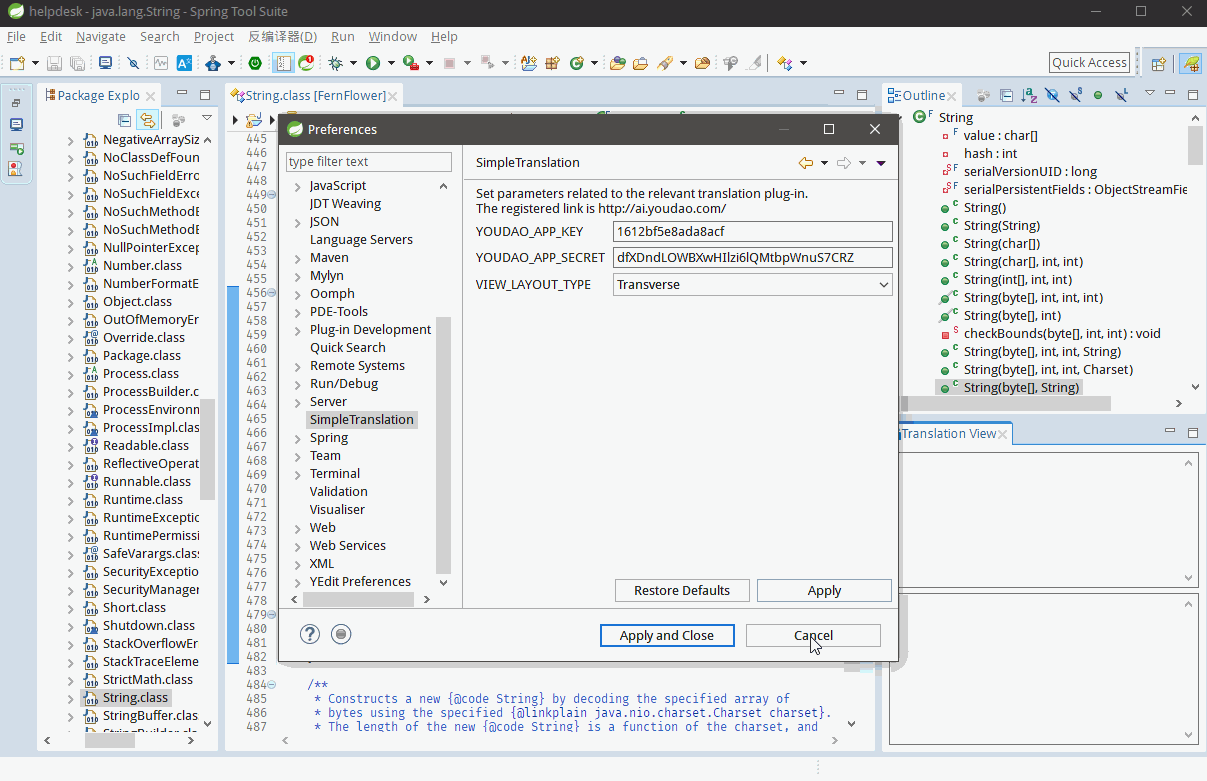 helpdesk - java.lang.String - Spring Tool Suite
File Edit Navigate Search Project 反编译器(D) Run Window Help
Quick Access
Package Explo
NegativeArraySiz
NoClassDefFoun
NoSuchFieldErro
NoSuchFieldExce
NoSuchMethodE
NoSuchMethodE
NullPointerExcep
Number.class
NumberFormatE
Object.class
OutOfMemoryEr
Override.class
Package.class
Process.class
ProcessBuilder.c
ProcessEnvironn
ProcessImpl.clas
Readable.class
ReflectiveOperat
Runnable.class
Runtime.class
RuntimeExceptic
RuntimePermissi
SafeVarargs.class
SecurityExceptio
SecurityManager
Short.class
Shutdown.class
StackOverflowEr
StackTraceEleme
StrictMath.class
String.class
StringBuffer.clas
String.class [FernFlower]
445
446
447
448
449
450
451
452
453
454
455
456
457
458
459
460
461
462
463
464
465
466
467
468
469
470
471
472
473
474
475
476
477
478
479
480
481
482
483
484 /**
485 * Constructs a new {@code String} by decoding the specified array of
486 * bytes using the specified {@linkplain java.nio.charset.Charset charset}.
487 * The length of the new {@code String} is a function of the charset, and
Preferences
type filter text
JavaScript
JDT Weaving
JSON
Language Servers
Maven
Mylyn
Oomph
PDE-Tools
Plug-in Development
Quick Search
Remote Systems
Run/Debug
Server
SimpleTranslation
Spring
Team
Terminal
Validation
Visualiser
Web
Web Services
XML
YEdit Preferences
SimpleTranslation
Set parameters related to the relevant translation plug-in.
The registered link is http://ai.youdao.com/
YOUDAO_APP_KEY 1612bf5e8ada8acf
YOUDAO_APP_SECRET dfXDndLOWBXwHIlzi6lQMtbpWnuS7CRZ
VIEW_LAYOUT_TYPE Transverse
Restore Defaults Apply
Apply and Close Cancel
Outline
String
value : char[]
hash : int
serialVersionUID : long
serialPersistentFields : ObjectStreamFie
String()
String(String)
String(char[])
String(char[], int, int)
String(int[], int, int)
String(byte[], int, int, int)
String(byte[], int)
checkBounds(byte[], int, int) : void
String(byte[], int, int, String)
String(byte[], int, int, Charset)
String(byte[], String)
Translation View